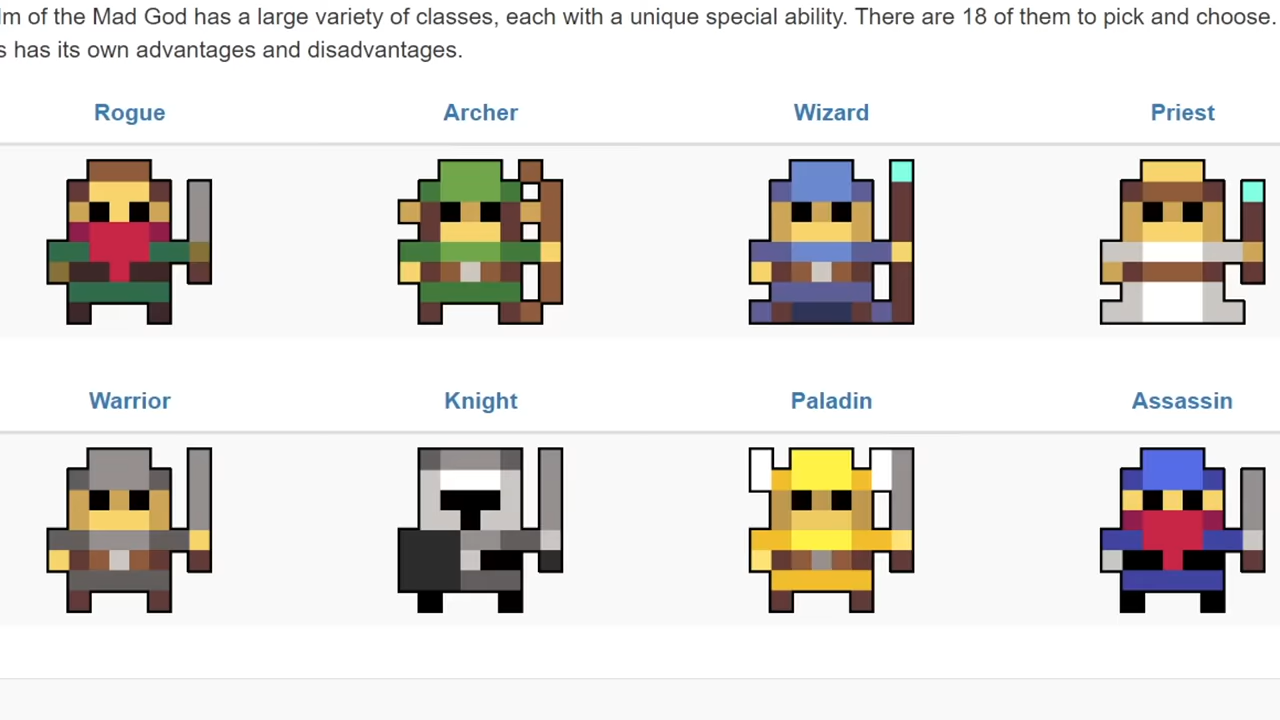 lm of the Mad God has a large variety of classes, each with a unique special ability. There are 18 of them to pick and choose.
s has its own advantages and disadvantages.
Rogue Archer Wizard Priest
Warrior Knight Paladin Assassin